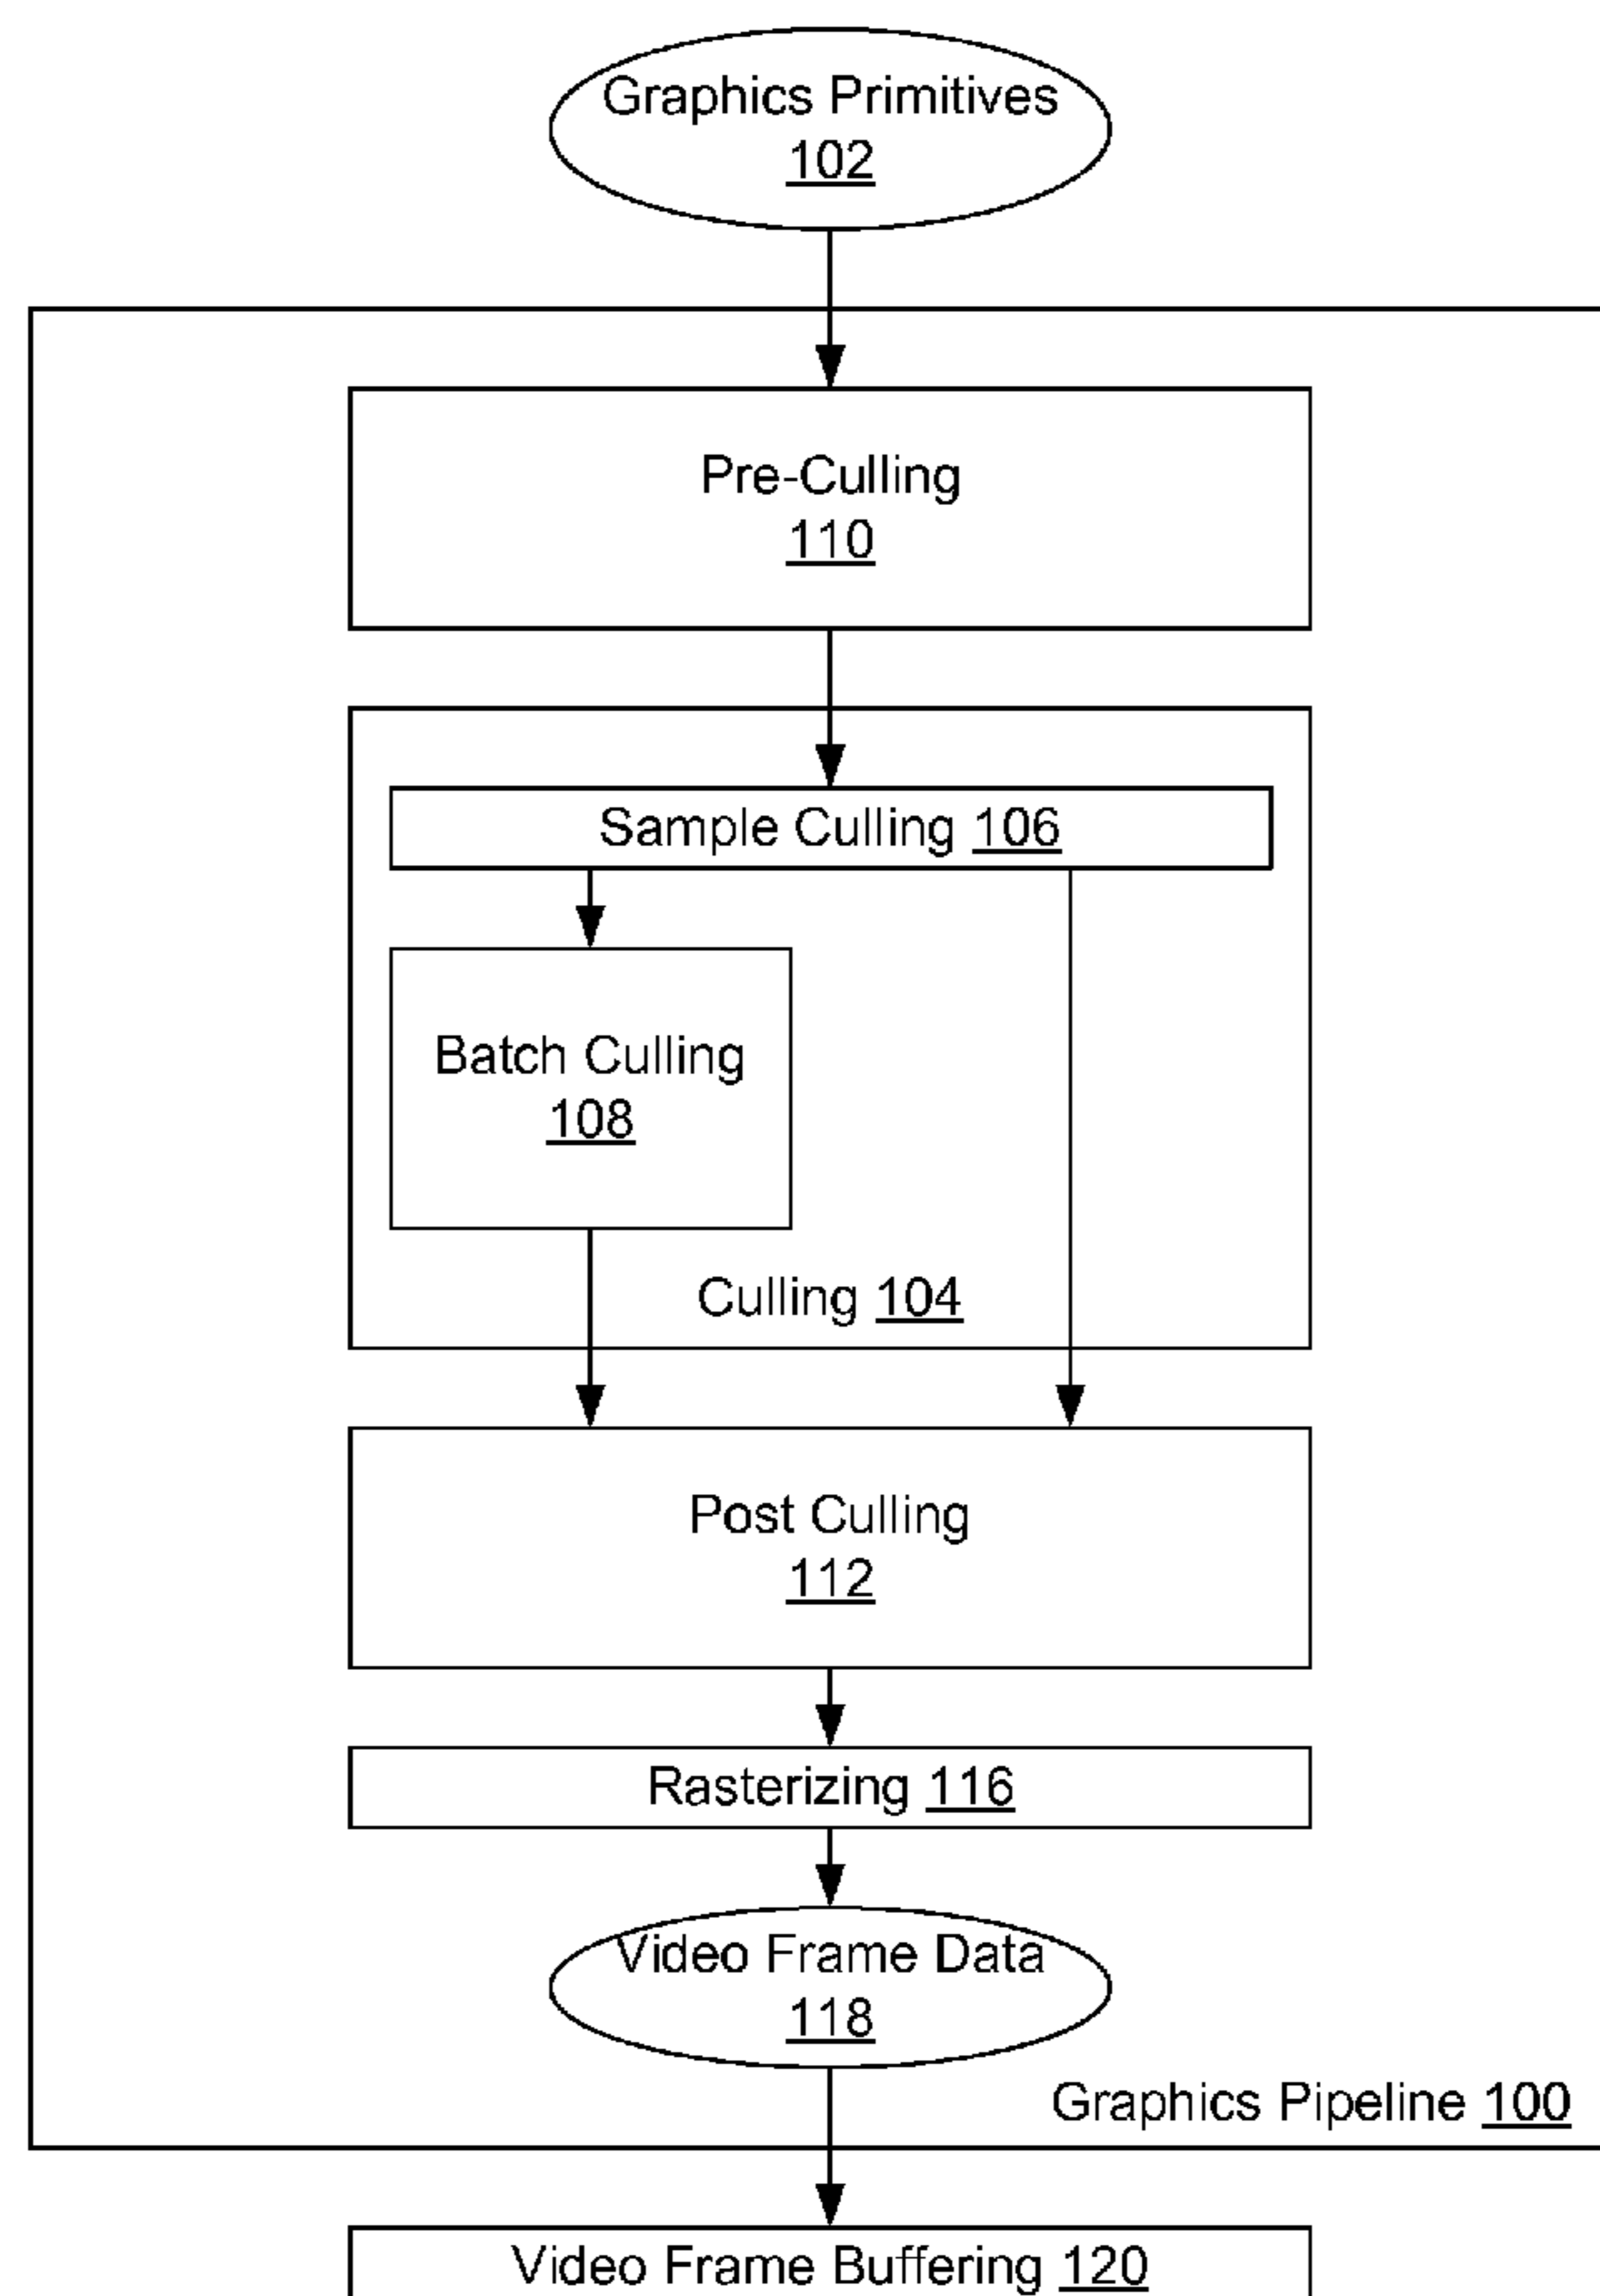 Graphics Primitives
102
Pre-Culling
110
Sample Culling 106
Batch Culling
108
Culling 104
Post Culling
112
Rasterizing 116
Video Frame Data
118
Graphics Pipeline 100
Video Frame Buffering 120